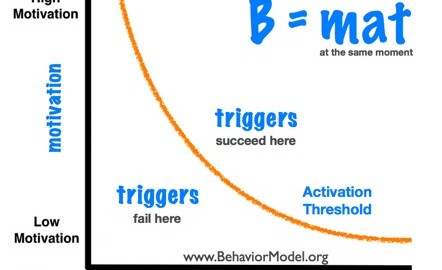 High
Motivation
B = mat
at the same moment
motivation
triggers
succeed here
triggers
fail here
Activation
Threshold
Low
Motivation
www.BehaviorModel.org